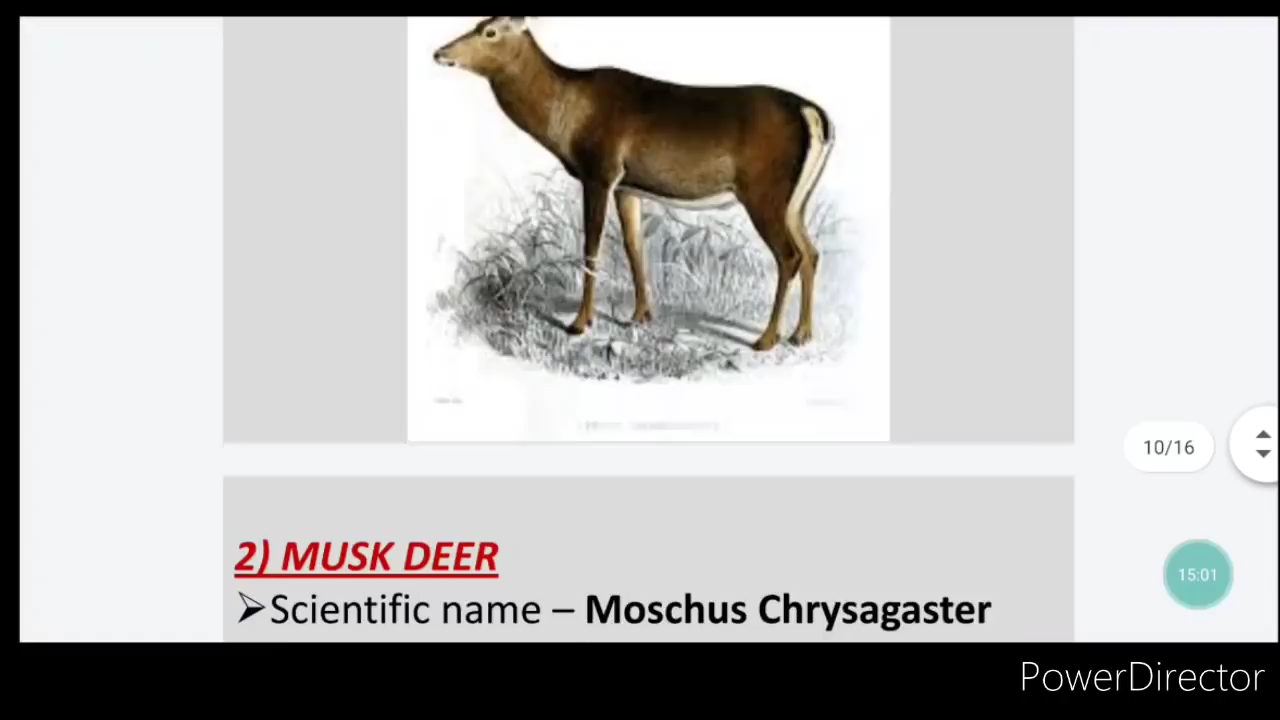 10/16
2) MUSK DEER
➢Scientific name – Moschus Chrysagaster
15:01
PowerDirector